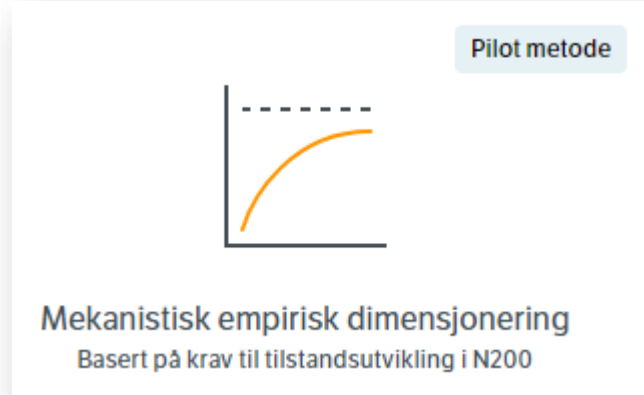 Pilot metode
Mekanistisk empirisk dimensjonering
Basert på krav til tilstandsutvikling i N200